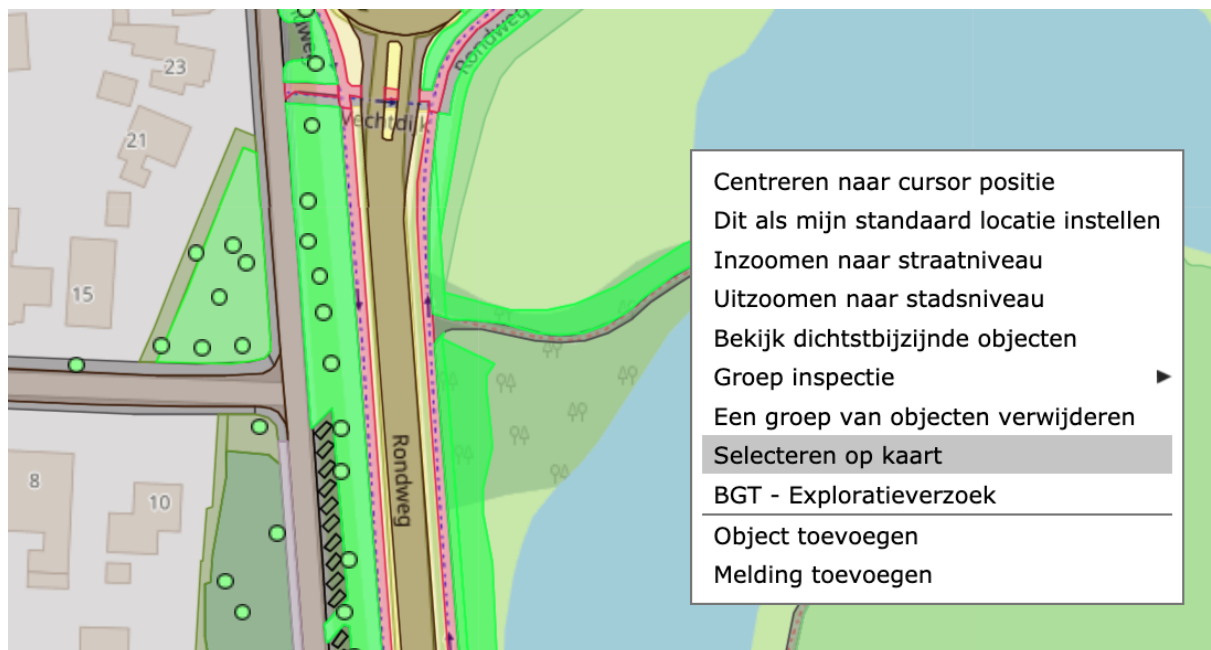 Rondweg
Rondweg
23
Vechtdijk
21
15
Rondweg
8
10
Centreren naar cursor positie
Dit als mijn standaard locatie instellen
Inzoomen naar straatniveau
Uitzoomen naar stadsniveau
Bekijk dichtstbijzijnde objecten
Groep inspectie
Een groep van objecten verwijderen
Selecteren op kaart
BGT - Exploratieverzoek
Object toevoegen
Melding toevoegen